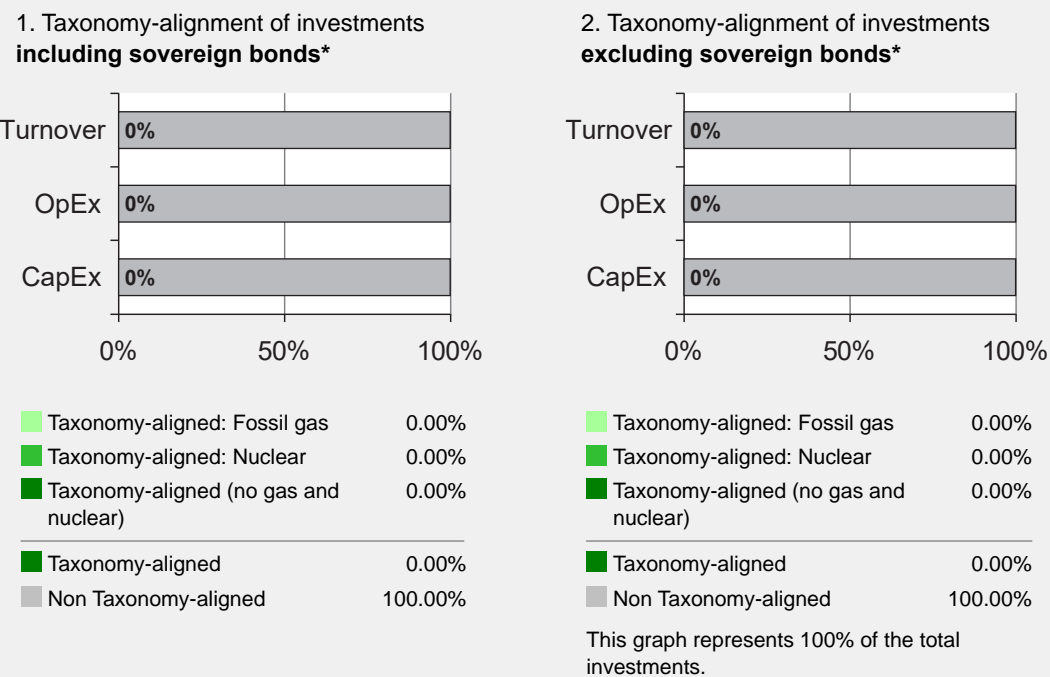 1. Taxonomy-alignment of investments
including sovereign bonds*
Turnover 0%
OpEx 0%
CapEx 0%
0% 50% 100%
Taxonomy-aligned: Fossil gas 0.00%
Taxonomy-aligned: Nuclear 0.00%
Taxonomy-aligned (no gas and 0.00%
nuclear)
Taxonomy-aligned 0.00%
Non Taxonomy-aligned 100.00%
2. Taxonomy-alignment of investments
excluding sovereign bonds*
Turnover 0%
OpEx 0%
CapEx 0%
0% 50% 100%
Taxonomy-aligned: Fossil gas 0.00%
Taxonomy-aligned: Nuclear 0.00%
Taxonomy-aligned (no gas and 0.00%
nuclear)
Taxonomy-aligned 0.00%
Non Taxonomy-aligned 100.00%
This graph represents 100% of the total
investments.